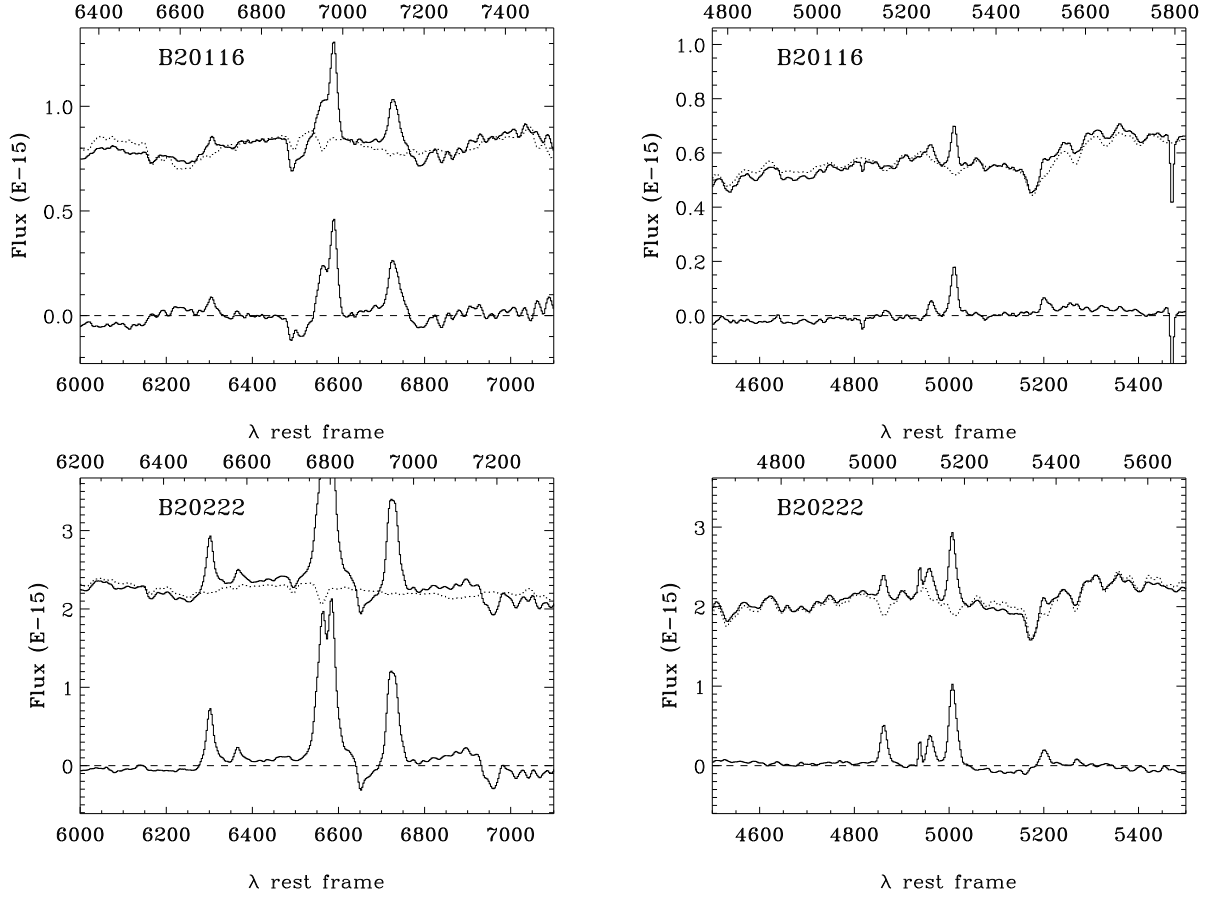 6400 6600 6800 7000 7200 7400
B20116
Flux (E−15)
1.0
0.5
0.0
6000 6200 6400 6600 6800 7000
λ rest frame
4800 5000 5200 5400 5600 5800
B20116
Flux (E−15)
1.0
0.8
0.6
0.4
0.2
0.0
4600 4800 5000 5200 5400
λ rest frame
6200 6400 6600 6800 6950 7200
B20222
Flux (E−15)
3
2
1
0
6000 6200 6400 6600 6800 7000
λ rest frame
4800 5000 5200 5400 5600
B20222
Flux (E−15)
3
2
1
0
4600 4800 5000 5200 5400
λ rest frame